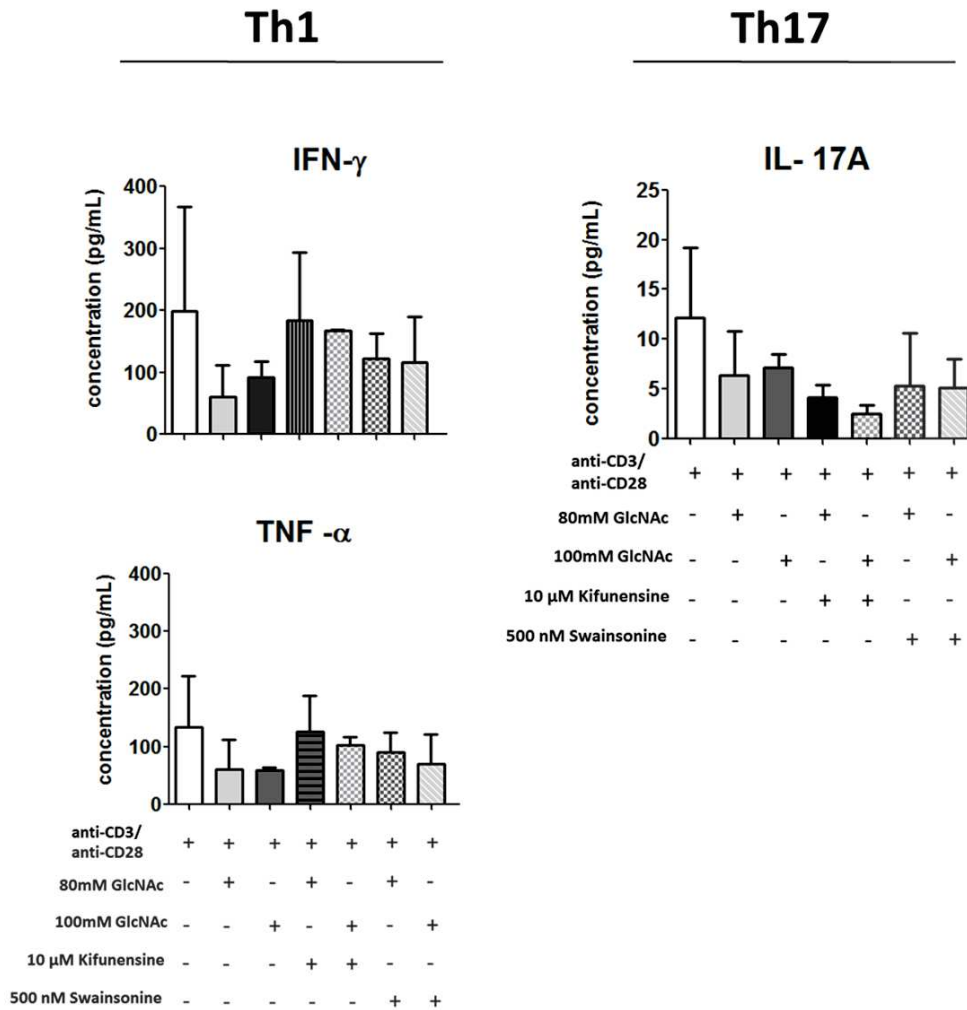 Th1
Th17
IFN-γ
concentration (pg/mL)
400
300
200
100
0
IL- 17A
concentration (pg/mL)
25
20
15
10
5
0
anti-CD3/
anti-CD28 + + + + + + +
80mM GlcNAc - + - + - + -
100mM GlcNAc - - + - + - +
10 µM Kifunensine - - - + + - -
500 nM Swainsonine - - - - - + +
TNF -α
concentration (pg/mL)
400
300
200
100
0
anti-CD3/
anti-CD28 + + + + + + +
80mM GlcNAc - + - + - + -
100mM GlcNAc - - + - + - +
10 µM Kifunensine - - - + + - -
500 nM Swainsonine - - - - - + +